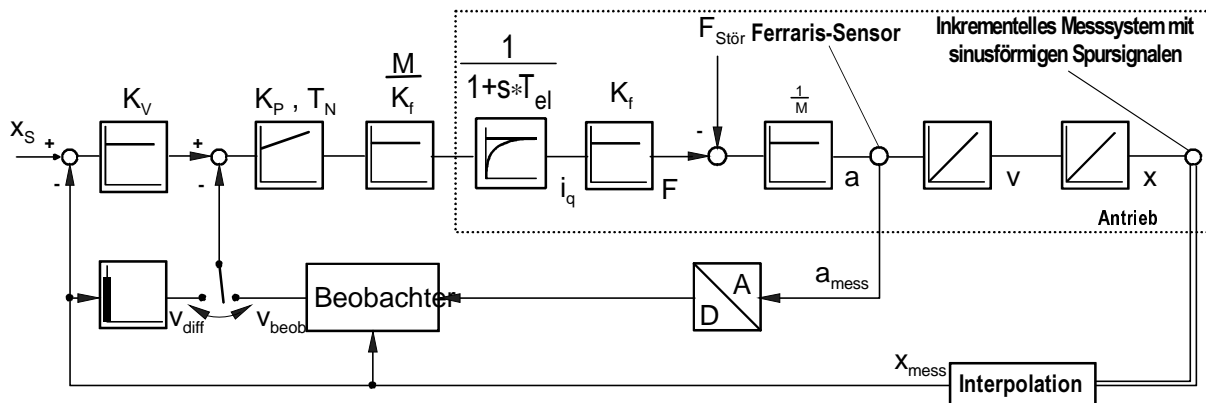 F_Stör Ferraris-Sensor
Inkrementelles Messsystem mit
sinusförmigen Spursignalen
x_S
+
-
K_V
+
-
K_P , T_N
M
K_f
1
1+s*T_el
i_q
K_f
F
-
1
M
a
v
x
Antrieb
v_diff
v_beob
Beobachter
A
D
a_mess
x_mess
Interpolation